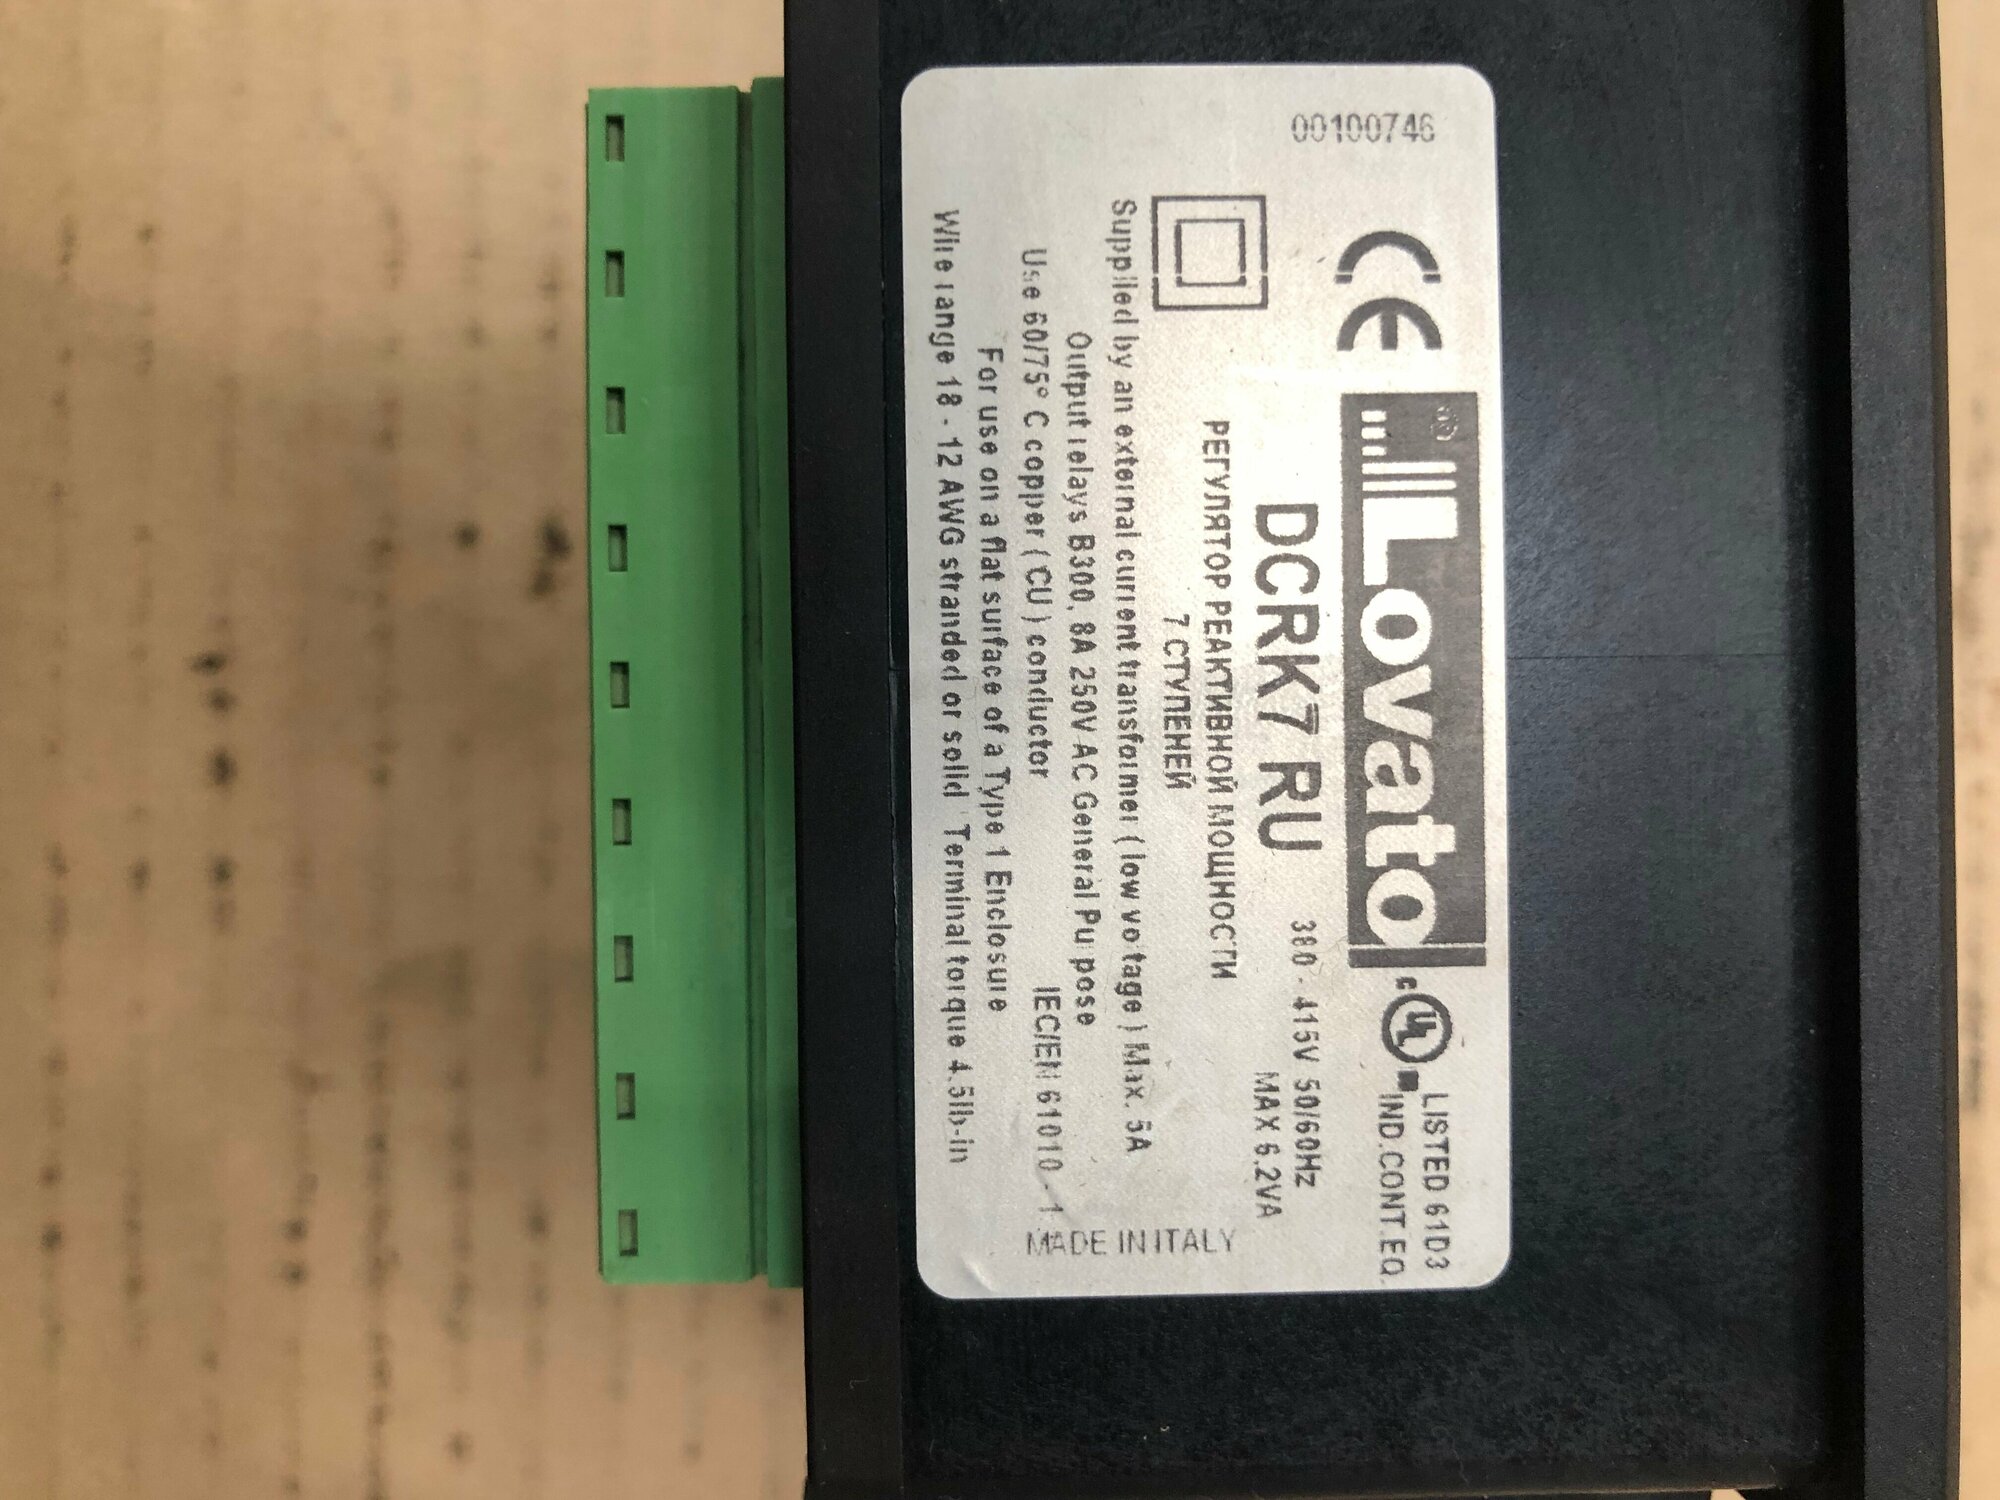 00100746
CE Lovato ® c UL us LISTED 61D3
IND.CONT.EQ.
DCRK7 RU
380 - 415V 50/60Hz
MAX 6.2VA
РЕГУЛЯТОР РЕАКТИВНОЙ МОЩНОСТИ
7 СТУПЕНЕЙ
Supplied by an external current transformer ( low voltage ) Max. 5A
Output relays B300, 8A 250V AC General Purpose
Use 60/75° C copper ( CU ) conductor
IEC/EN 61010 - 1
MADE IN ITALY
For use on a flat surface of a Type 1 Enclosure
Wire range 18 - 12 AWG stranded or solid Terminal torque 4.5lb-in